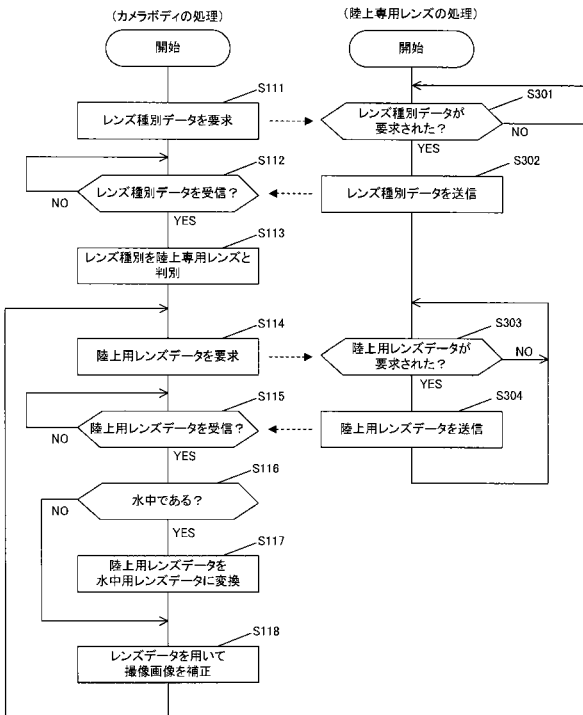 (カメラボディの処理)
開始
S111
レンズ種別データを要求
S112
レンズ種別データを受信？
NO
YES
S113
レンズ種別を陸上専用レンズと
判別
S114
陸上用レンズデータを要求
S115
陸上用レンズデータを受信？
NO
YES
S116
水中である？
NO
YES
S117
陸上用レンズデータを
水中用レンズデータに変換
S118
レンズデータを用いて
撮像画像を補正
(陸上専用レンズの処理)
開始
S301
レンズ種別データが
要求された？
NO
YES
S302
レンズ種別データを送信
S303
陸上用レンズデータが
要求された？
NO
YES
S304
陸上用レンズデータを送信